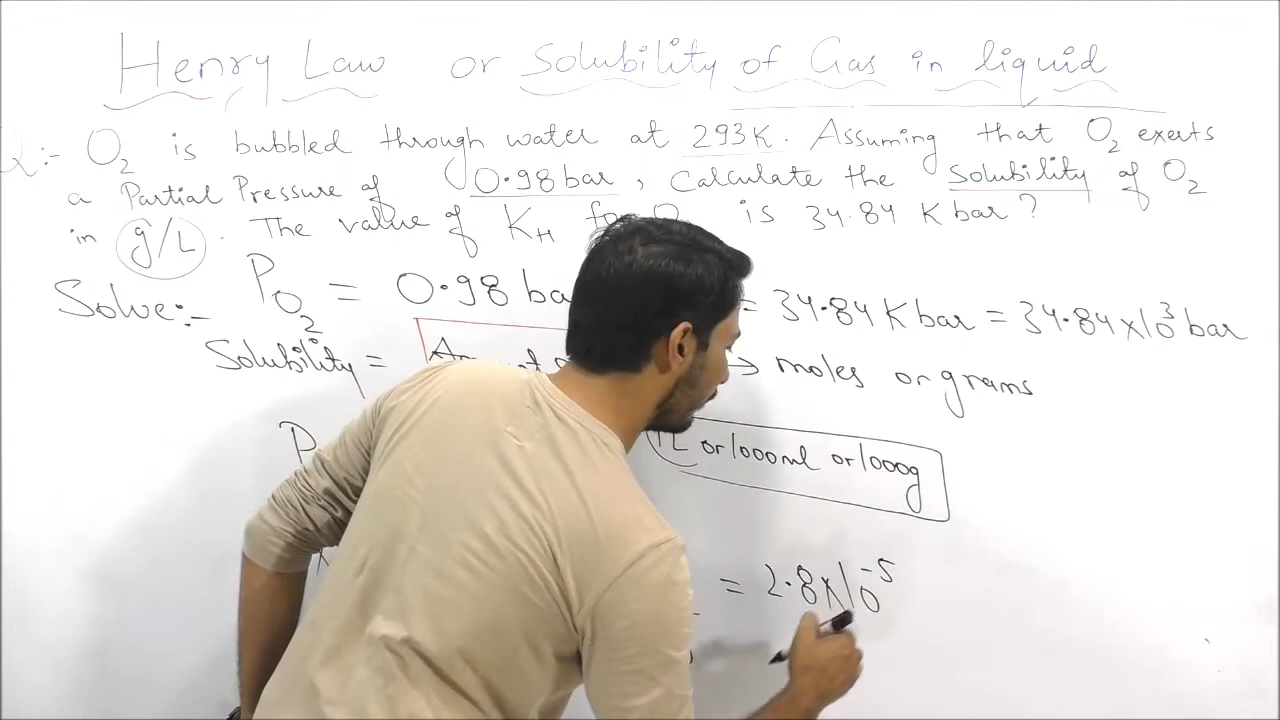 Henry Law or Solubility of Gas in liquid
Q:- O₂ is bubbled through water at 293K. Assuming that O₂ exerts
a Partial Pressure of 0.98 bar, Calculate the Solubility of O₂
in g/L. The value of K_H for is 34.84 K bar?
Solve:- P_O₂ = 0.98 = 34.84 K bar = 34.84 x 10³ bar
Solubility = → moles or grams
P 1L or 1000ml or 1000g
= 2.8 x 10⁻⁵